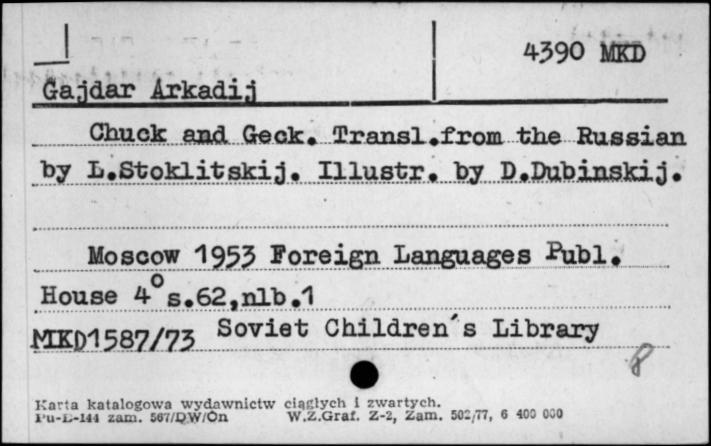 4390 MKD
Gajdar Arkadij
Chuck and Geck. Transl.from the Russian
by L.Stoklitskij. Illustr. by D.Dubinskij.
Moscow 1953 Foreign Languages Publ.
House 4° s.62,nlb.1
MKD1587/73 Soviet Children´s Library
8
Karta katalogowa wydawnictw ciągłych i zwartych.
Pu-D-144 zam. 567/DW/On W.Z.Graf. Z-2, Zam. 502/77, 6 400 000